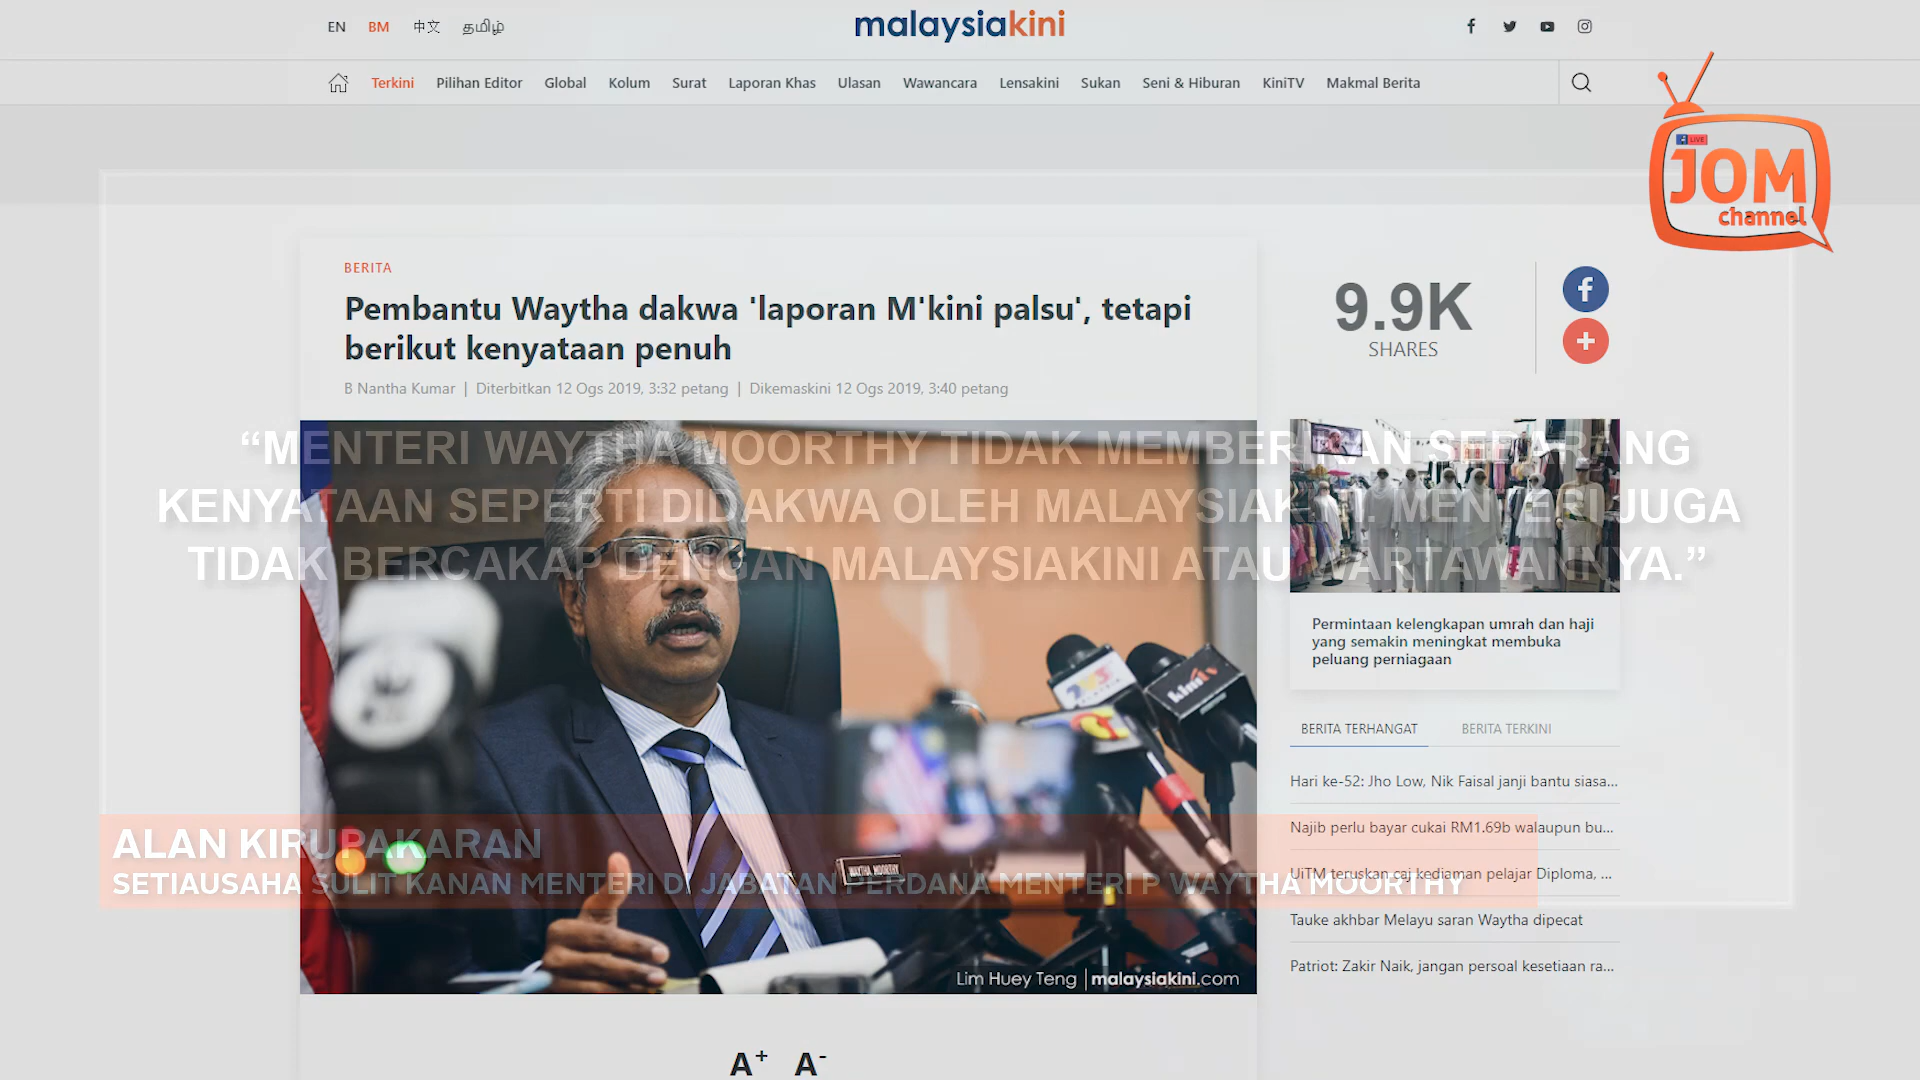 EN BM 中文 தமிழ்
malaysiakini
Terkini Pilihan Editor Global Kolum Surat Laporan Khas Ulasan Wawancara Lensakini Sukan Seni & Hiburan KiniTV Makmal Berita
LIVE
JOM
channel
BERITA
Pembantu Waytha dakwa 'laporan M'kini palsu', tetapi
berikut kenyataan penuh
B Nantha Kumar | Diterbitkan 12 Ogs 2019, 3:32 petang | Dikemaskini 12 Ogs 2019, 3:40 petang
9.9K
SHARES
“MENTERI WAYTHA MOORTHY TIDAK MEMBERIKAN SEBARANG
KENYATAAN SEPERTI DIDAKWA OLEH MALAYSIAKINI. MENTERI JUGA
TIDAK BERCAKAP DENGAN MALAYSIAKINI ATAU WARTAWANNYA.”
Permintaan kelengkapan umrah dan haji
yang semakin meningkat membuka
peluang perniagaan
BERITA TERHANGAT BERITA TERKINI
Hari ke-52: Jho Low, Nik Faisal janji bantu siasa...
Najib perlu bayar cukai RM1.69b walaupun bu...
UiTM teruskan caj kediaman pelajar Diploma, ...
Tauke akhbar Melayu saran Waytha dipecat
Patriot: Zakir Naik, jangan persoal kesetiaan ra...
kiniTV
WAYTHA MOORTHY
ALAN KIRUPAKARAN
SETIAUSAHA SULIT KANAN MENTERI DI JABATAN PERDANA MENTERI P WAYTHA MOORTHY
Lim Huey Teng | malaysiakini.com
A+ A-